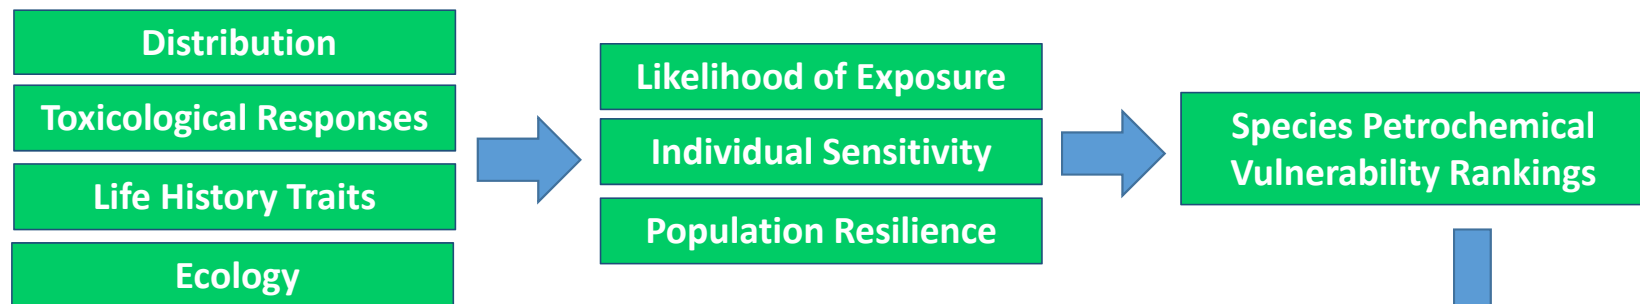 Distribution
Toxicological Responses
Life History Traits
Ecology
Likelihood of Exposure
Individual Sensitivity
Population Resilience
Species Petrochemical
Vulnerability Rankings